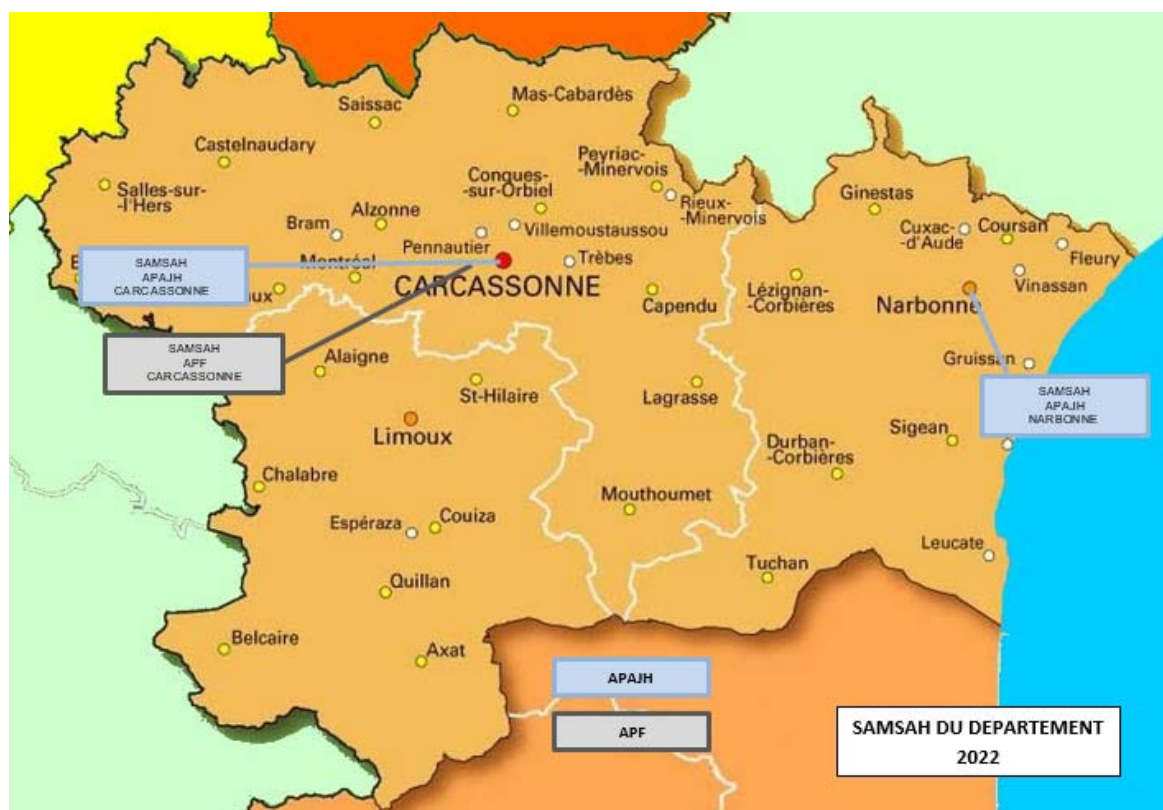 Mas-Cabardès
Saissac
Castelnaudary
Peyriac-
-Minervois
Salles-sur-
-l'Hers
Conques-
-sur-Orbiel
Rieux-
-Minervois
Ginestas
Alzonne
Bram
Villemoustaussou
Cuxac-
-d'Aude
Coursan
Pennautier
Trèbes
Fleury
SAMSAH
APAJH
CARCASSONNE
Montréal
CARCASSONNE
Vinassan
Capendu
Lézignan-
-Corbières
Narbonne
SAMSAH
APF
CARCASSONNE
Alaigne
Gruissan
St-Hilaire
Lagrasse
SAMSAH
APAJH
NARBONNE
Limoux
Sigean
Durban-
-Corbières
Chalabre
Mouthoumet
Espéraza
Couiza
Leucate
Tuchan
Quillan
Belcaire
Axat
APAJH
APF
SAMSAH DU DEPARTEMENT
2022